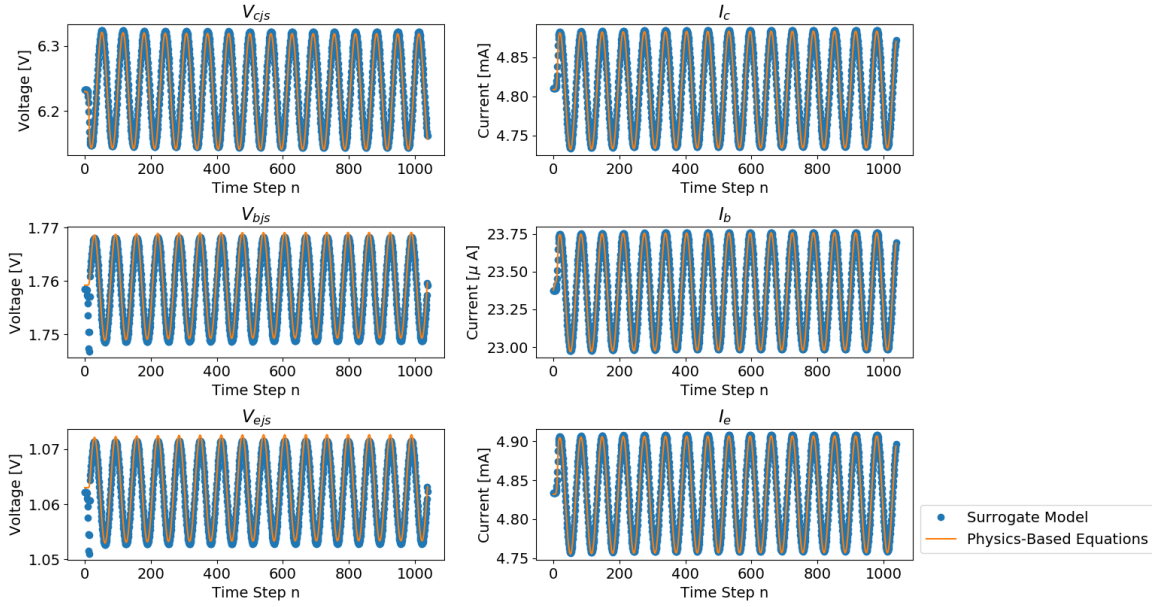 V_cjs
Voltage [V]
6.3
6.2
0 200 400 600 800 1000
Time Step n
I_c
Current [mA]
4.85
4.80
4.75
0 200 400 600 800 1000
Time Step n
V_bjs
Voltage [V]
1.77
1.76
1.75
0 200 400 600 800 1000
Time Step n
I_b
Current [μ A]
23.75
23.50
23.25
23.00
0 200 400 600 800 1000
Time Step n
V_ejs
Voltage [V]
1.07
1.06
1.05
0 200 400 600 800 1000
Time Step n
I_e
Current [mA]
4.90
4.85
4.80
4.75
0 200 400 600 800 1000
Time Step n
Surrogate Model
Physics-Based Equations